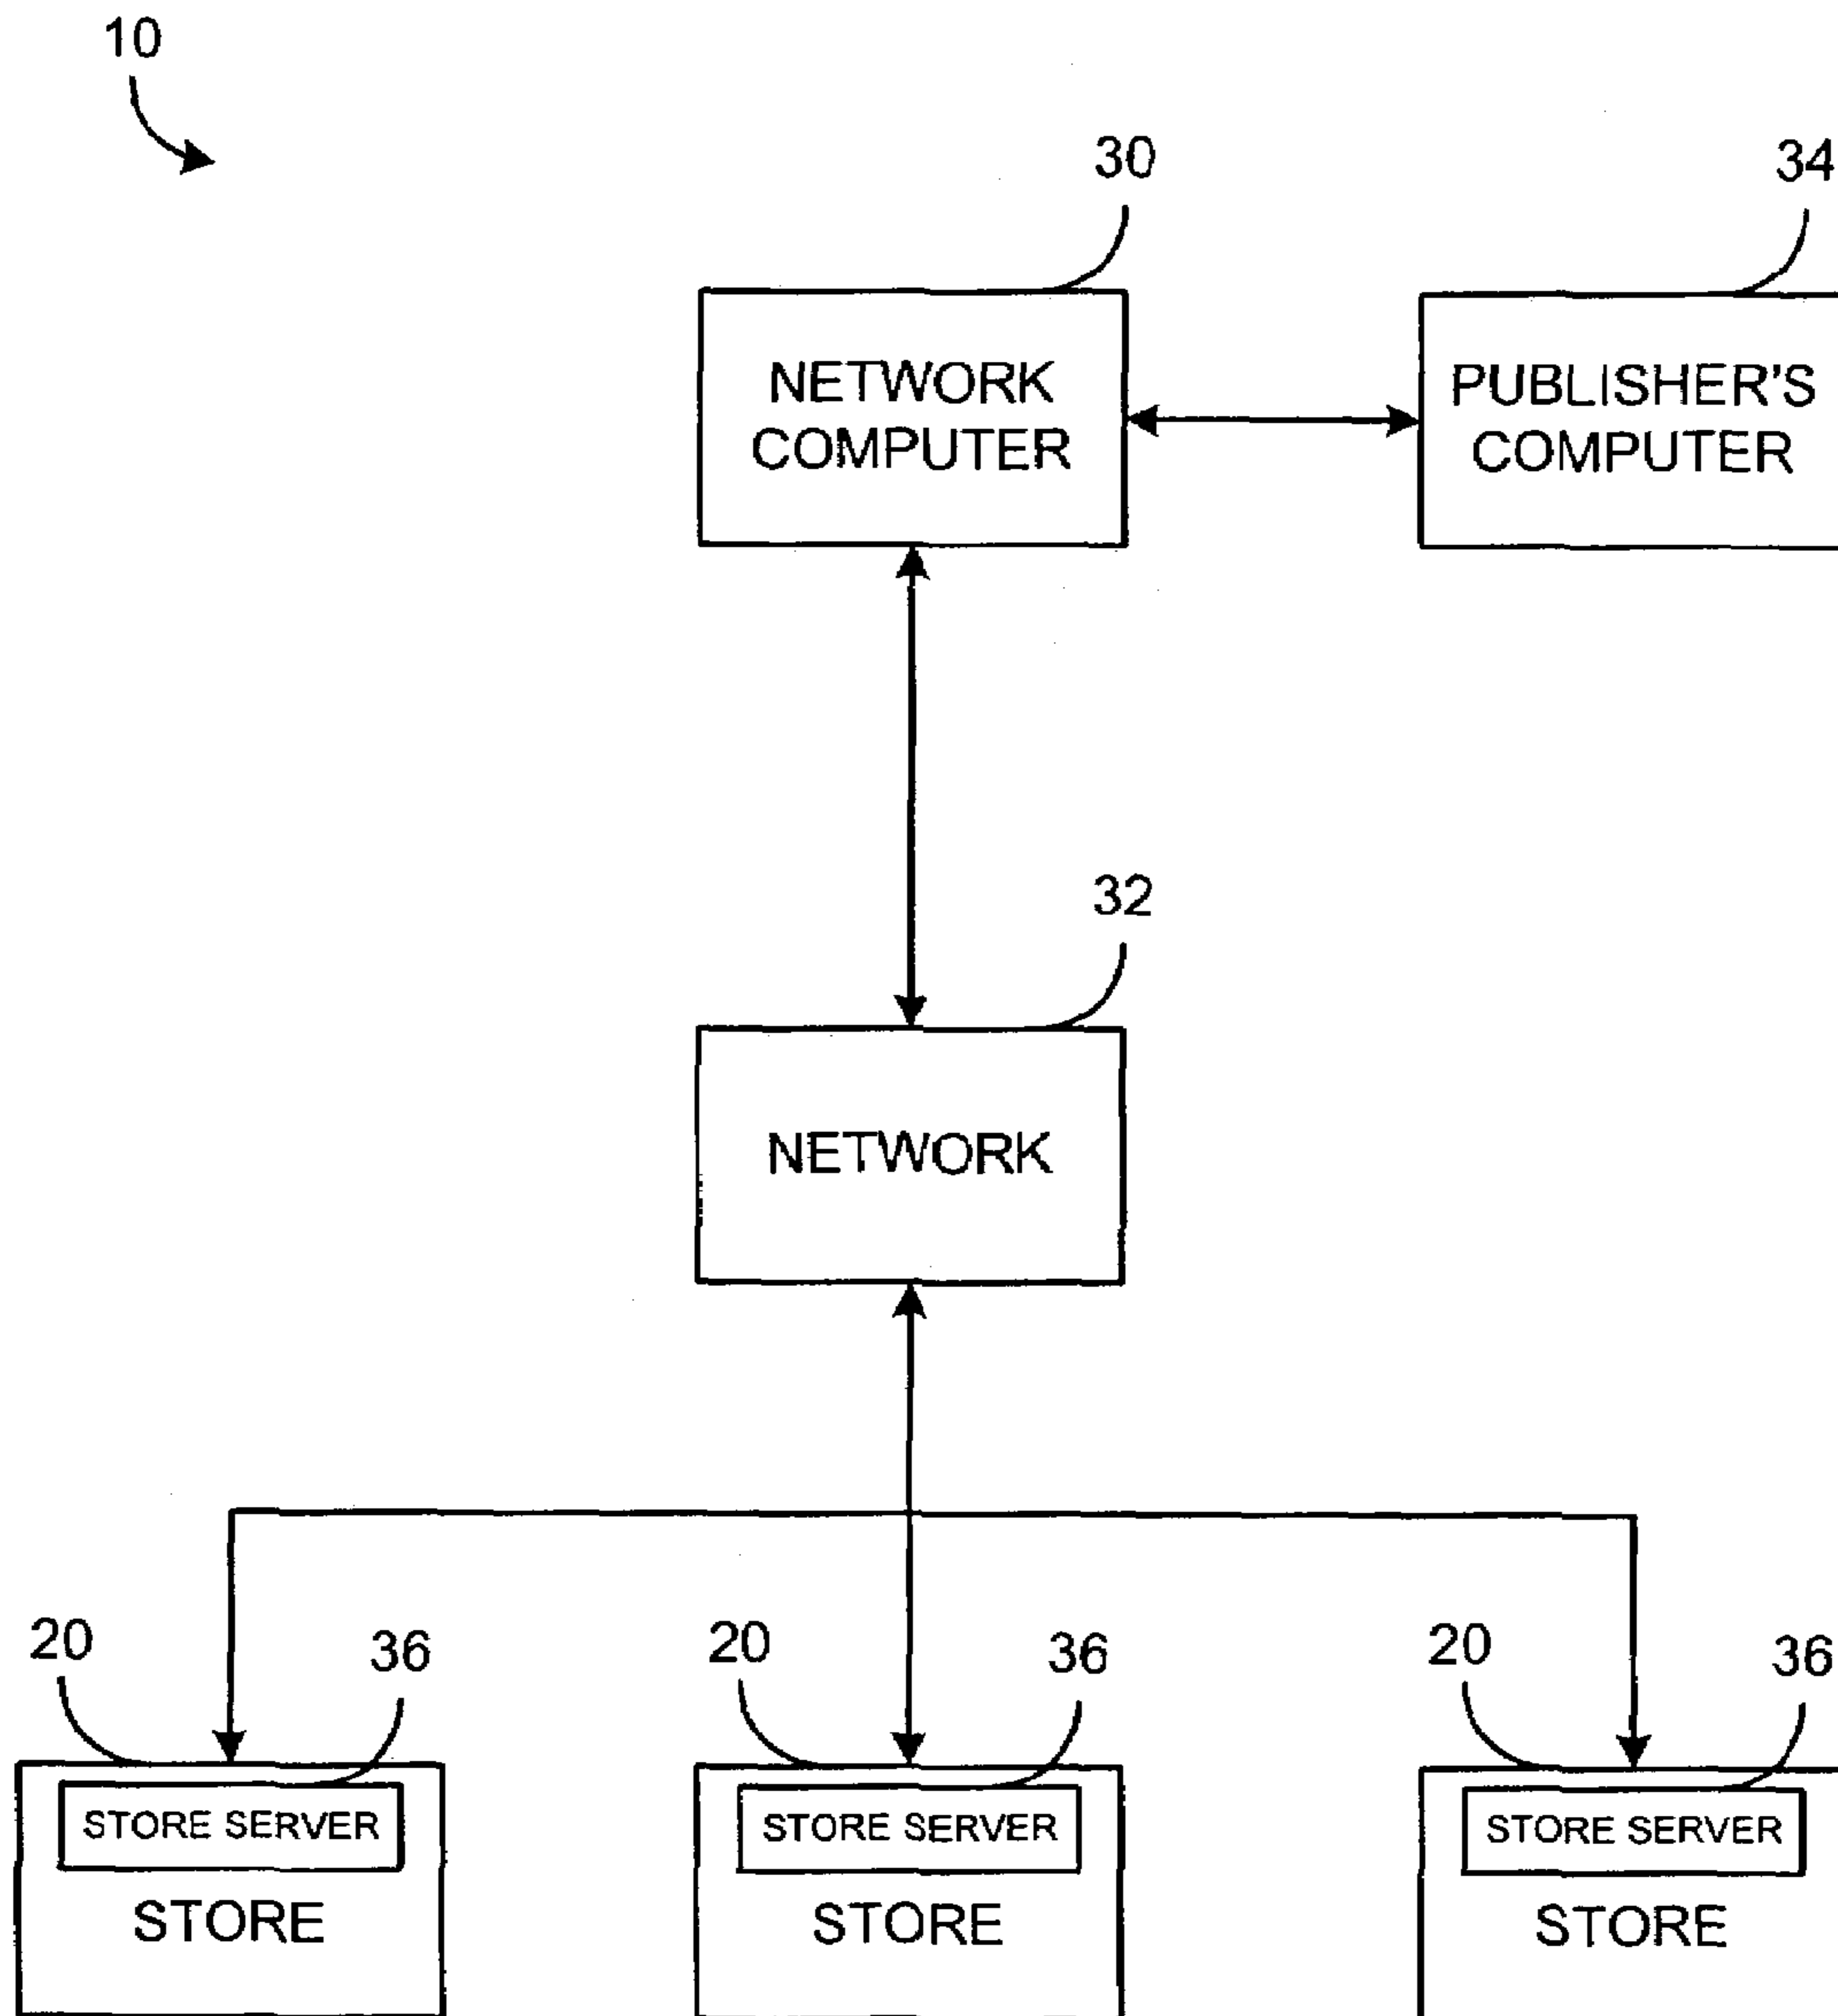 10
30
34
NETWORK
COMPUTER
PUBLISHER'S
COMPUTER
32
NETWORK
20
36
20
36
20
36
STORE SERVER
STORE SERVER
STORE SERVER
STORE
STORE
STORE